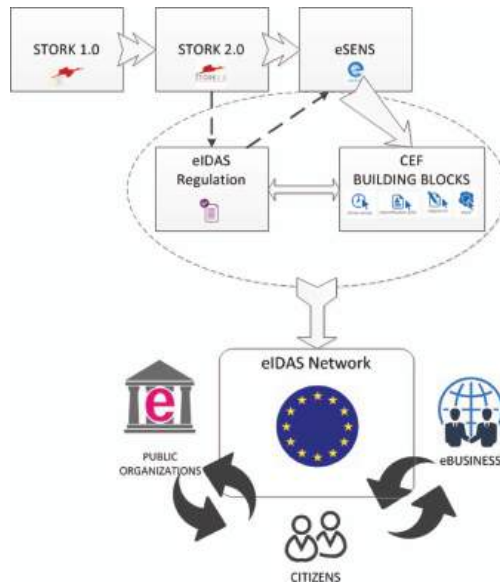 STORK 1.0
STORK 2.0
eSENS
eIDAS
Regulation
CEF
BUILDING BLOCKS
eIDAS Network
e
PUBLIC
ORGANIZATIONS
eBUSINESS
CITIZENS